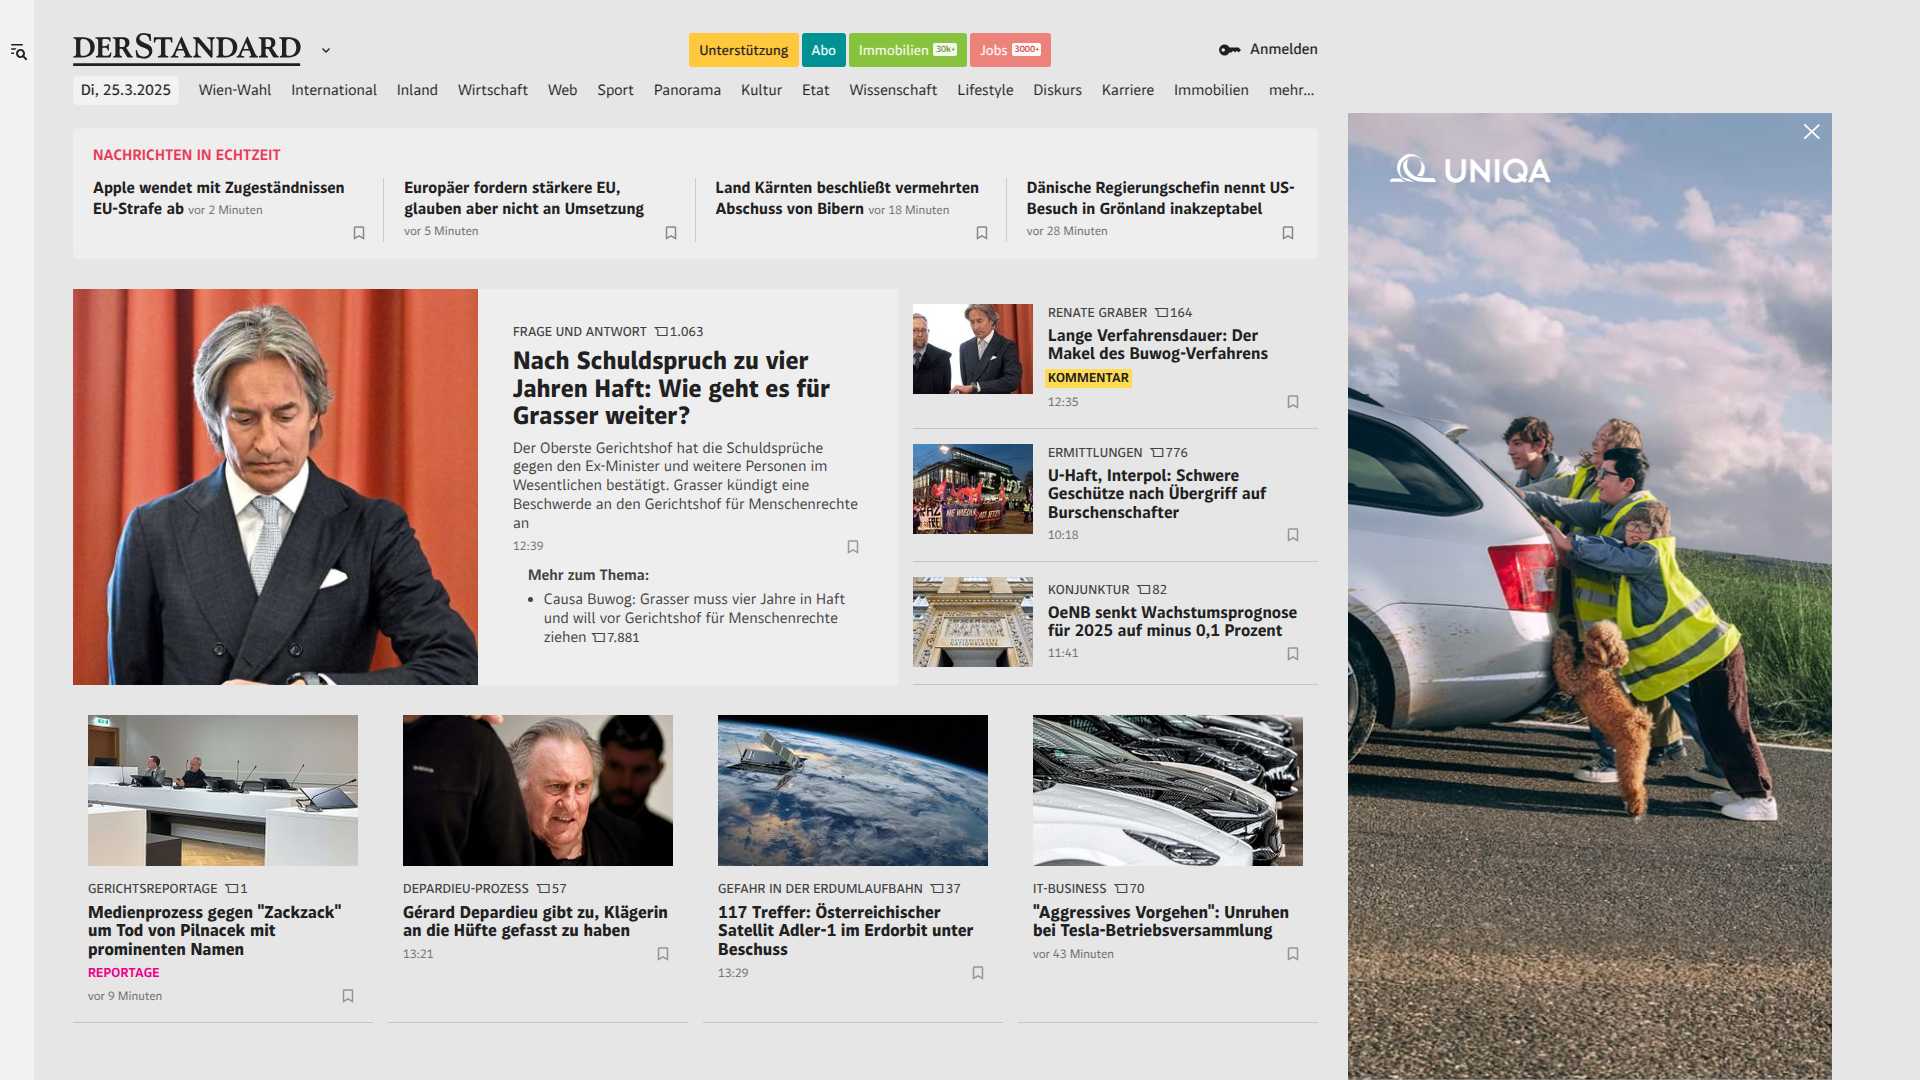 DERSTANDARD
Unterstützung
Abo
Immobilien 30k+
Jobs 3000+
Anmelden
Di, 25.3.2025
Wien-Wahl
International
Inland
Wirtschaft
Web
Sport
Panorama
Kultur
Etat
Wissenschaft
Lifestyle
Diskurs
Karriere
Immobilien
mehr...
NACHRICHTEN IN ECHTZEIT
Apple wendet mit Zugeständnissen
EU-Strafe ab vor 2 Minuten
Europäer fordern stärkere EU,
glauben aber nicht an Umsetzung
vor 5 Minuten
Land Kärnten beschließt vermehrten
Abschuss von Bibern vor 18 Minuten
Dänische Regierungschefin nennt US-
Besuch in Grönland inakzeptabel
vor 28 Minuten
FRAGE UND ANTWORT 1.063
Nach Schuldspruch zu vier
Jahren Haft: Wie geht es für
Grasser weiter?
Der Oberste Gerichtshof hat die Schuldsprüche
gegen den Ex-Minister und weitere Personen im
Wesentlichen bestätigt. Grasser kündigt eine
Beschwerde an den Gerichtshof für Menschenrechte
an
12:39
Mehr zum Thema:
• Causa Buwog: Grasser muss vier Jahre in Haft
und will vor Gerichtshof für Menschenrechte
ziehen 7.881
RENATE GRABER 164
Lange Verfahrensdauer: Der
Makel des Buwog-Verfahrens
KOMMENTAR
12:35
ERMITTLUNGEN 776
U-Haft, Interpol: Schwere
Geschütze nach Übergriff auf
Burschenschafter
10:18
NIE WIEDER
KONJUNKTUR 82
OeNB senkt Wachstumsprognose
für 2025 auf minus 0,1 Prozent
11:41
GERICHTSREPORTAGE 1
Medienprozess gegen "Zackzack"
um Tod von Pilnacek mit
prominenten Namen
REPORTAGE
vor 9 Minuten
DEPARDIEU-PROZESS 57
Gérard Depardieu gibt zu, Klägerin
an die Hüfte gefasst zu haben
13:21
GEFAHR IN DER ERDUMLAUFBAHN 37
117 Treffer: Österreichischer
Satellit Adler-1 im Erdorbit unter
Beschuss
13:29
IT-BUSINESS 70
"Aggressives Vorgehen": Unruhen
bei Tesla-Betriebsversammlung
vor 43 Minuten
UNIQA